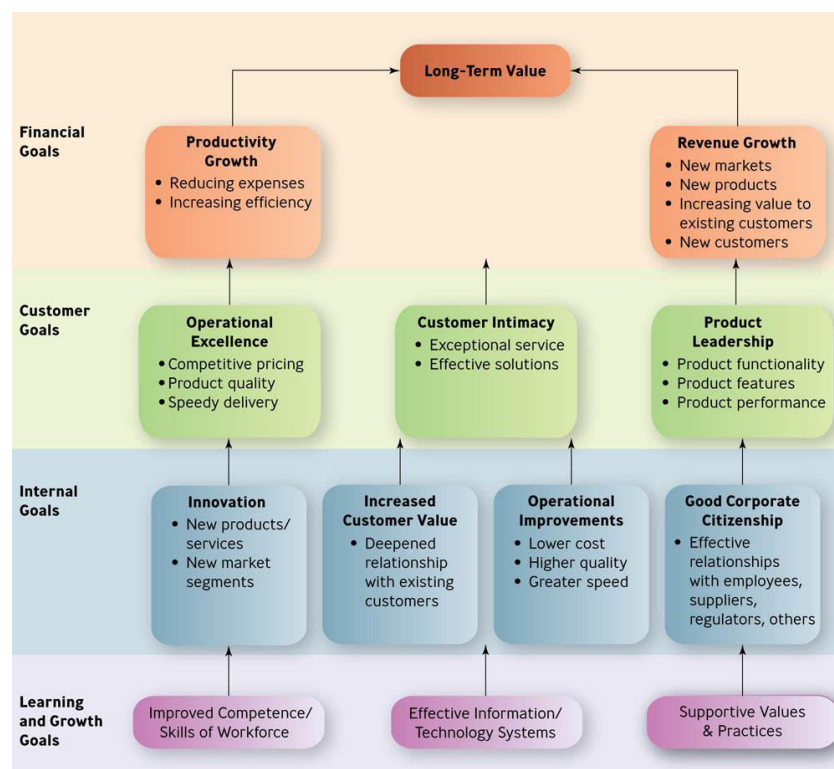 Long-Term Value
Financial
Goals
Productivity
Growth
• Reducing expenses
• Increasing efficiency
Revenue Growth
• New markets
• New products
• Increasing value to
existing customers
• New customers
Customer
Goals
Operational
Excellence
• Competitive pricing
• Product quality
• Speedy delivery
Customer Intimacy
• Exceptional service
• Effective solutions
Product
Leadership
• Product functionality
• Product features
• Product performance
Internal
Goals
Innovation
• New products/
services
• New market
segments
Increased
Customer Value
• Deepened
relationship
with existing
customers
Operational
Improvements
• Lower cost
• Higher quality
• Greater speed
Good Corporate
Citizenship
• Effective
relationships
with employees,
suppliers,
regulators, others
Learning
and Growth
Goals
Improved Competence/
Skills of Workforce
Effective Information/
Technology Systems
Supportive Values
& Practices